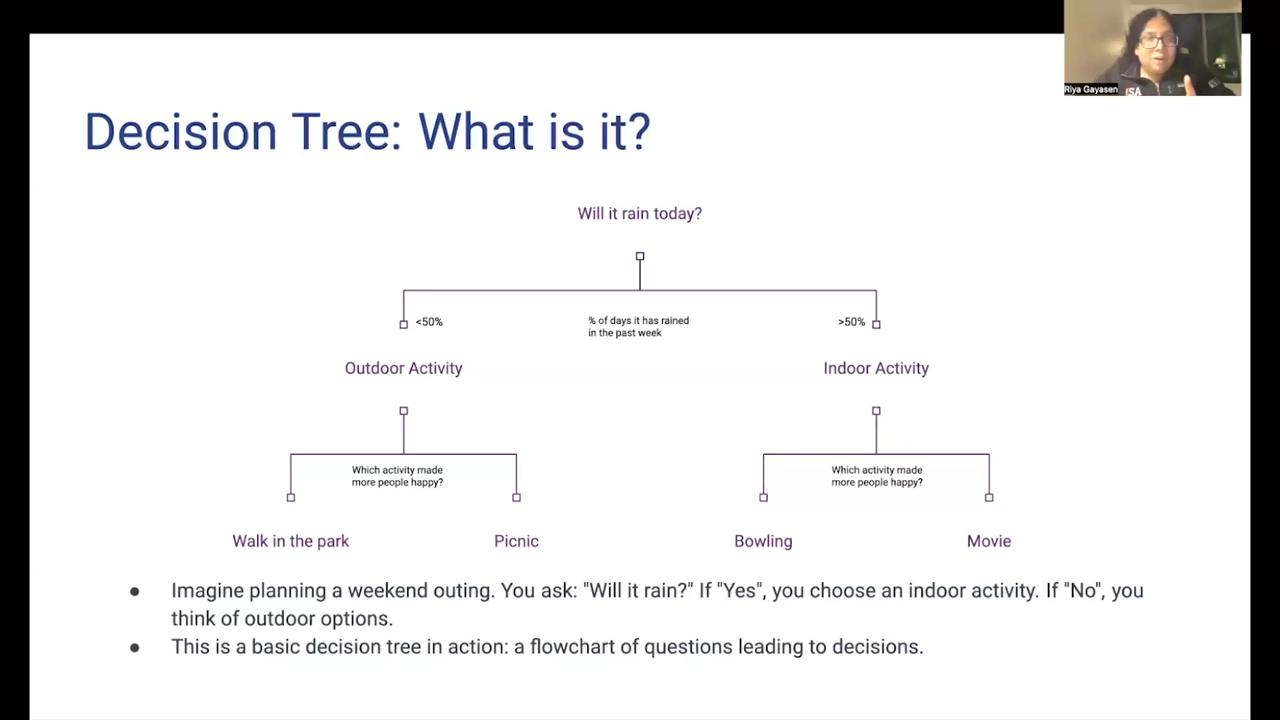 Riya Gayasen
Decision Tree: What is it?
Will it rain today?
<50%
% of days it has rained
in the past week
>50%
Outdoor Activity
Indoor Activity
Which activity made
more people happy?
Which activity made
more people happy?
Walk in the park
Picnic
Bowling
Movie
● Imagine planning a weekend outing. You ask: "Will it rain?" If "Yes", you choose an indoor activity. If "No", you
think of outdoor options.
● This is a basic decision tree in action: a flowchart of questions leading to decisions.